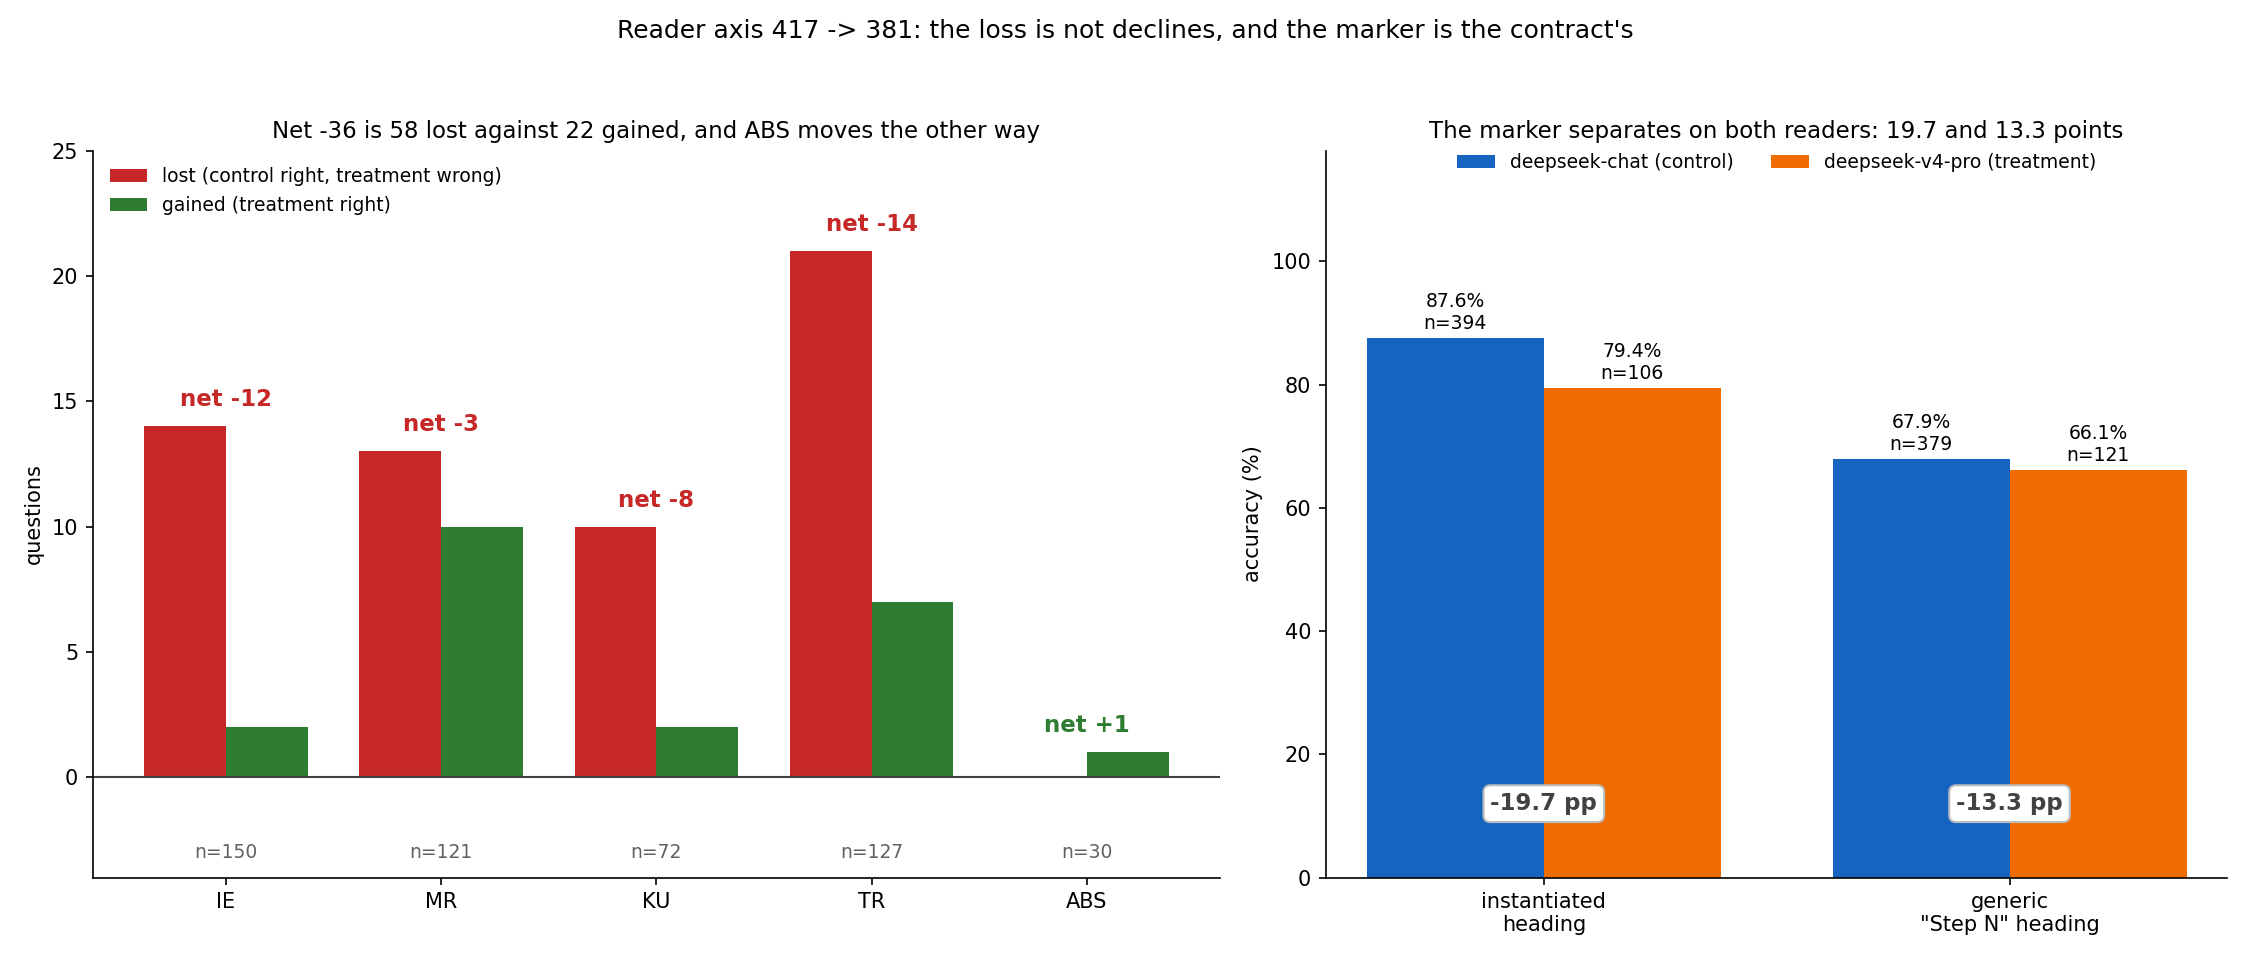 Reader axis 417 -> 381: the loss is not declines, and the marker is the contract's
Net -36 is 58 lost against 22 gained, and ABS moves the other way
25
20
15
10
5
0
questions
lost (control right, treatment wrong)
gained (treatment right)
net -12
net -3
net -8
net -14
net +1
n=150
n=121
n=72
n=127
n=30
IE
MR
KU
TR
ABS
The marker separates on both readers: 19.7 and 13.3 points
deepseek-chat (control)
deepseek-v4-pro (treatment)
100
80
60
40
20
0
accuracy (%)
87.6%
n=394
79.4%
n=106
67.9%
n=379
66.1%
n=121
-19.7 pp
-13.3 pp
instantiated
heading
generic
"Step N" heading